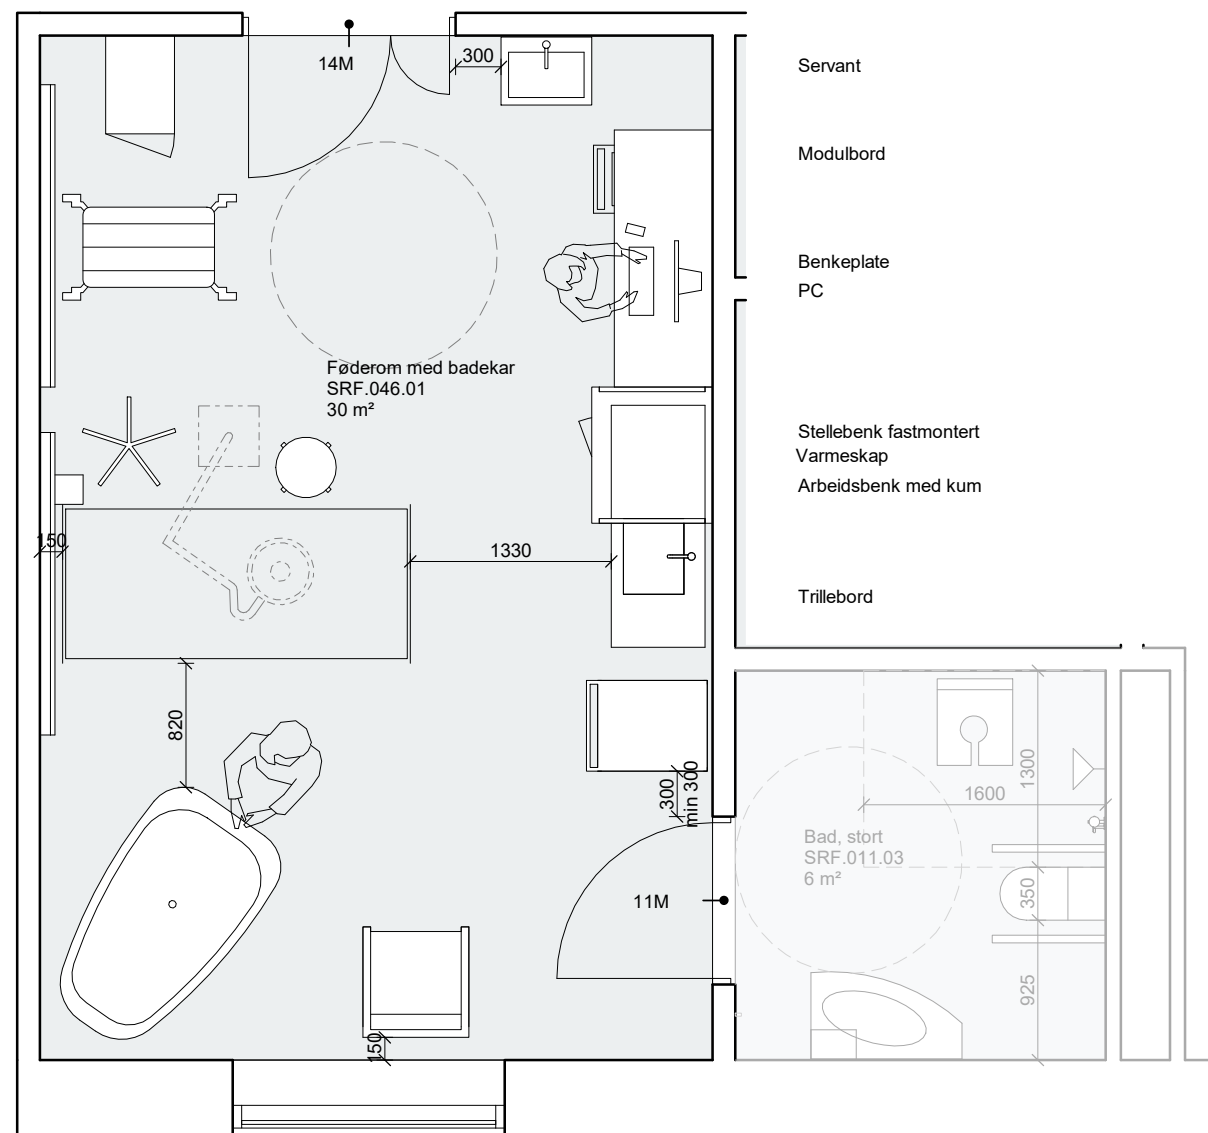 14M
300
Servant
Modulbord
Benkeplate
PC
Føderom med badekar
SRF.046.01
30 m²
Stellebenk fastmontert
Varmeskap
Arbeidsbenk med kum
150
1330
Trillebord
820
300
min 300
1300
1600
Bad, stort
SRF.011.03
6 m²
350
11M
925
150